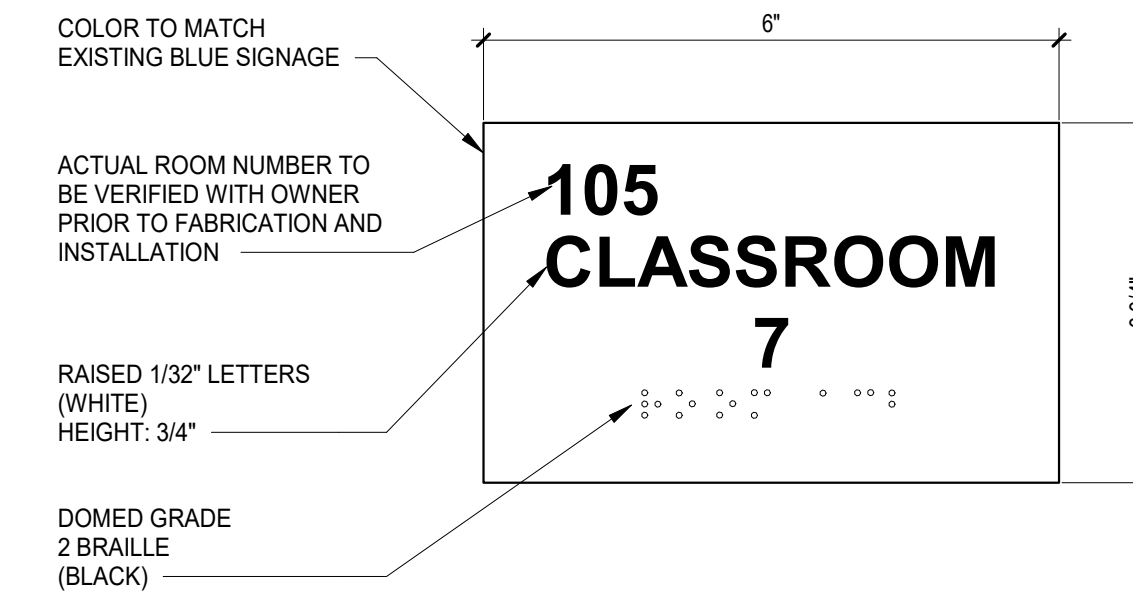 COLOR TO MATCH
EXISTING BLUE SIGNAGE
6"
ACTUAL ROOM NUMBER TO
BE VERIFIED WITH OWNER
PRIOR TO FABRICATION AND
INSTALLATION
105
CLASSROOM
7
RAISED 1/32" LETTERS
(WHITE)
HEIGHT: 3/4"
DOMED GRADE
2 BRAILLE
(BLACK)